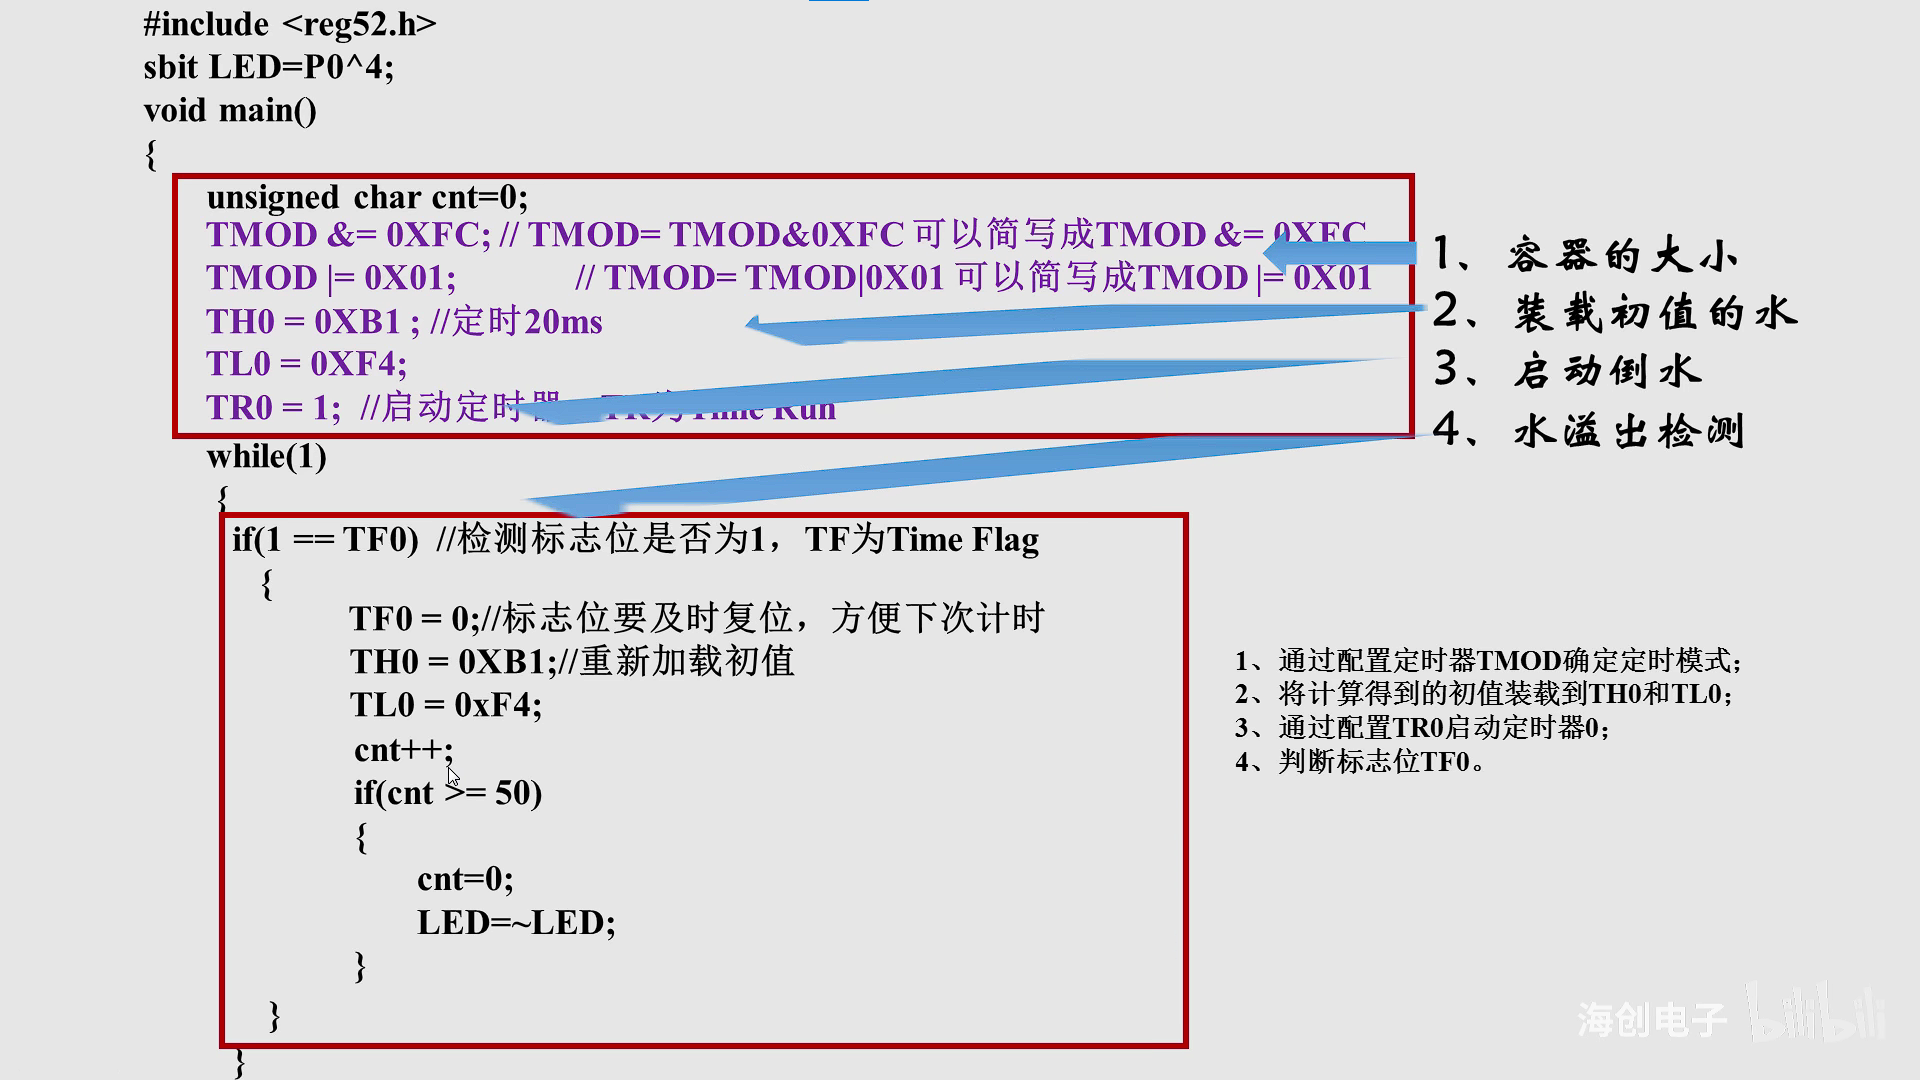 #include <reg52.h>
sbit LED=P0^4;
void main()
{
unsigned char cnt=0;
TMOD &= 0XFC; // TMOD= TMOD&0XFC 可以简写成TMOD &= 0XFC
TMOD |= 0X01; // TMOD= TMOD|0X01 可以简写成TMOD |= 0X01
TH0 = 0XB1 ; //定时20ms
TL0 = 0XF4;
TR0 = 1; //启动定时器 TR为Time Run
while(1)
{
if(1 == TF0) //检测标志位是否为1，TF为Time Flag
{
TF0 = 0;//标志位要及时复位，方便下次计时
TH0 = 0XB1;//重新加载初值
TL0 = 0xF4;
cnt++;
if(cnt >= 50)
{
cnt=0;
LED=~LED;
}
}
}
1、容器的大小
2、装载初值的水
3、启动倒水
4、水溢出检测
1、通过配置定时器TMOD确定定时模式；
2、将计算得到的初值装载到TH0和TL0；
3、通过配置TR0启动定时器0；
4、判断标志位TF0。
海创电子 bilibili